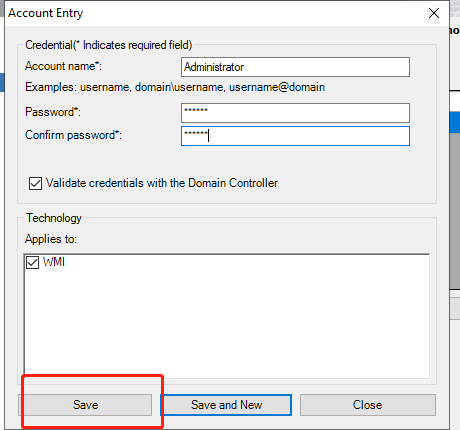 Account Entry
Credential(* Indicates required field)
Account name*: Administrator
Examples: username, domain\username, username@domain
Password*: ******
Confirm password*: ******
Validate credentials with the Domain Controller
Technology
Applies to:
WMI
Save Save and New Close